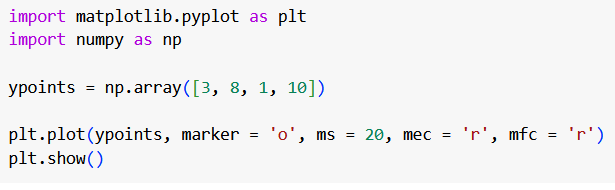 import matplotlib.pyplot as plt
import numpy as np
ypoints = np.array([3, 8, 1, 10])
plt.plot(ypoints, marker = 'o', ms = 20, mec = 'r', mfc = 'r')
plt.show()